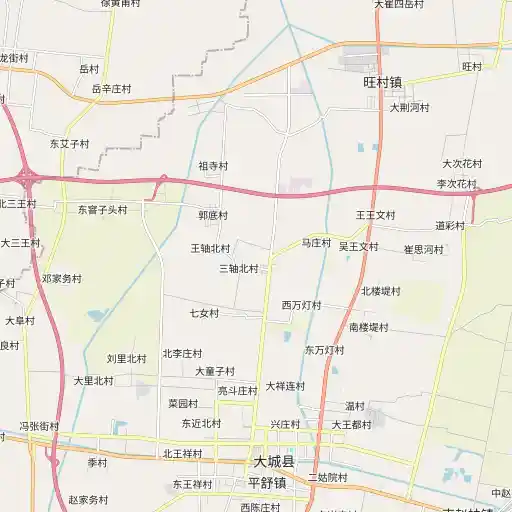 徐黄甫村
大崔四岳村
龙街村
岳村
旺村
旺村镇
岳辛庄村
大荆河村
东艾子村
祖寺村
大次花村
李次花村
北三王村
东窖子头村
郭底村
王王文村
道彩村
大三王村
王轴北村
马庄村
吴王文村
崔思河村
三轴北村
邓家务村
北楼堤村
西万灯村
七女村
大阜村
南楼堤村
良村
东万灯村
刘里北村
北李庄村
大童子村
大里北村
亮斗庄村
大祥连村
菜园村
温村
冯张街村
东近北村
兴庄村
大王都村
北王祥村
季村
大城县
二姑院村
东王祥村
平舒镇
中赵
赵家务村
西陈庄村